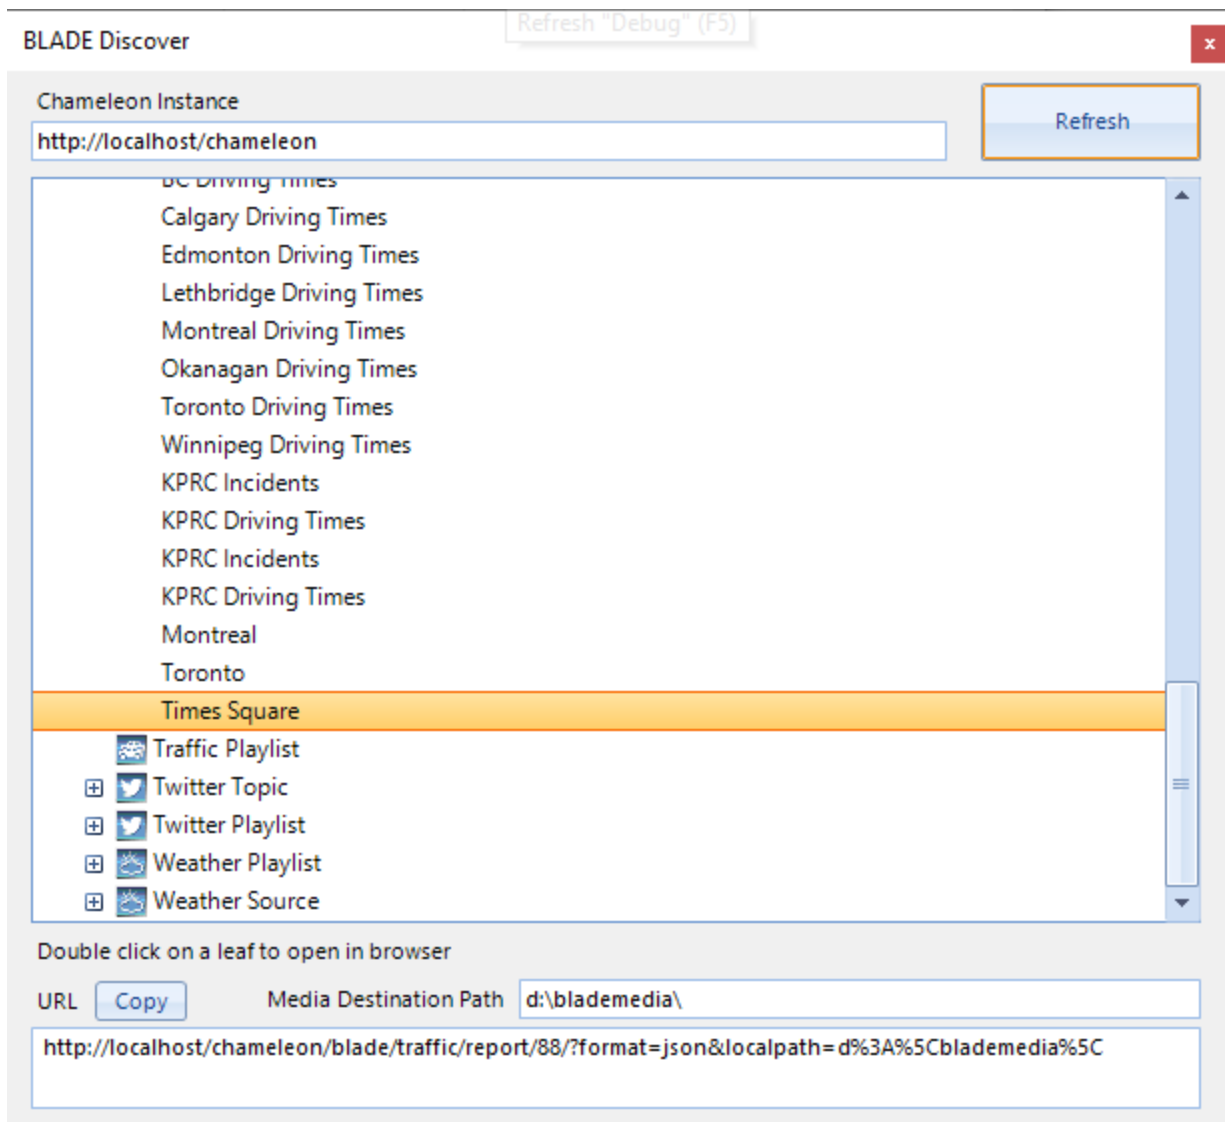 Refresh "Debug" (F5)
BLADE Discover
x
Chameleon Instance
Refresh
http://localhost/chameleon
BC Driving Times
Calgary Driving Times
Edmonton Driving Times
Lethbridge Driving Times
Montreal Driving Times
Okanagan Driving Times
Toronto Driving Times
Winnipeg Driving Times
KPRC Incidents
KPRC Driving Times
KPRC Incidents
KPRC Driving Times
Montreal
Toronto
Times Square
Traffic Playlist
Twitter Topic
Twitter Playlist
Weather Playlist
Weather Source
Double click on a leaf to open in browser
URL Copy Media Destination Path d:\blademedia\
http://localhost/chameleon/blade/traffic/report/88/?format=json&localpath=d%3A%5Cblademedia%5C